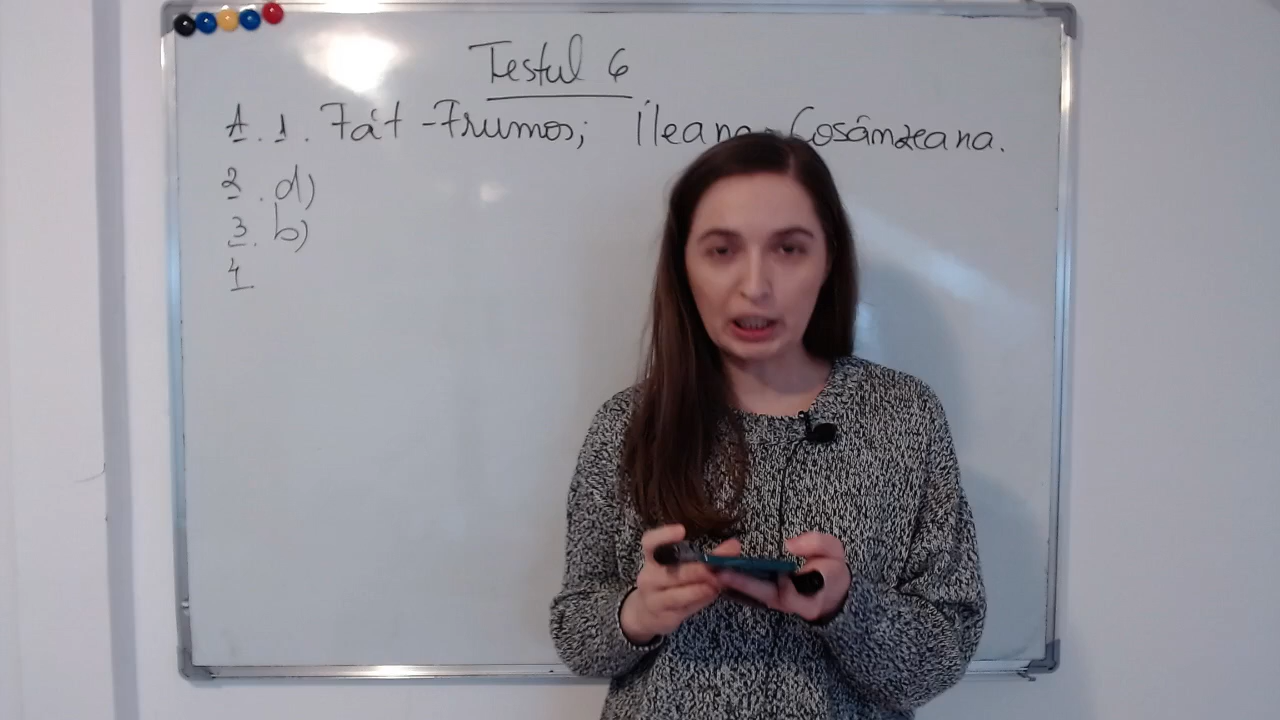 Testul 6
A. 1. Făt-Frumos; Ileana-Cosânzeana.
2. d)
3. b)
4